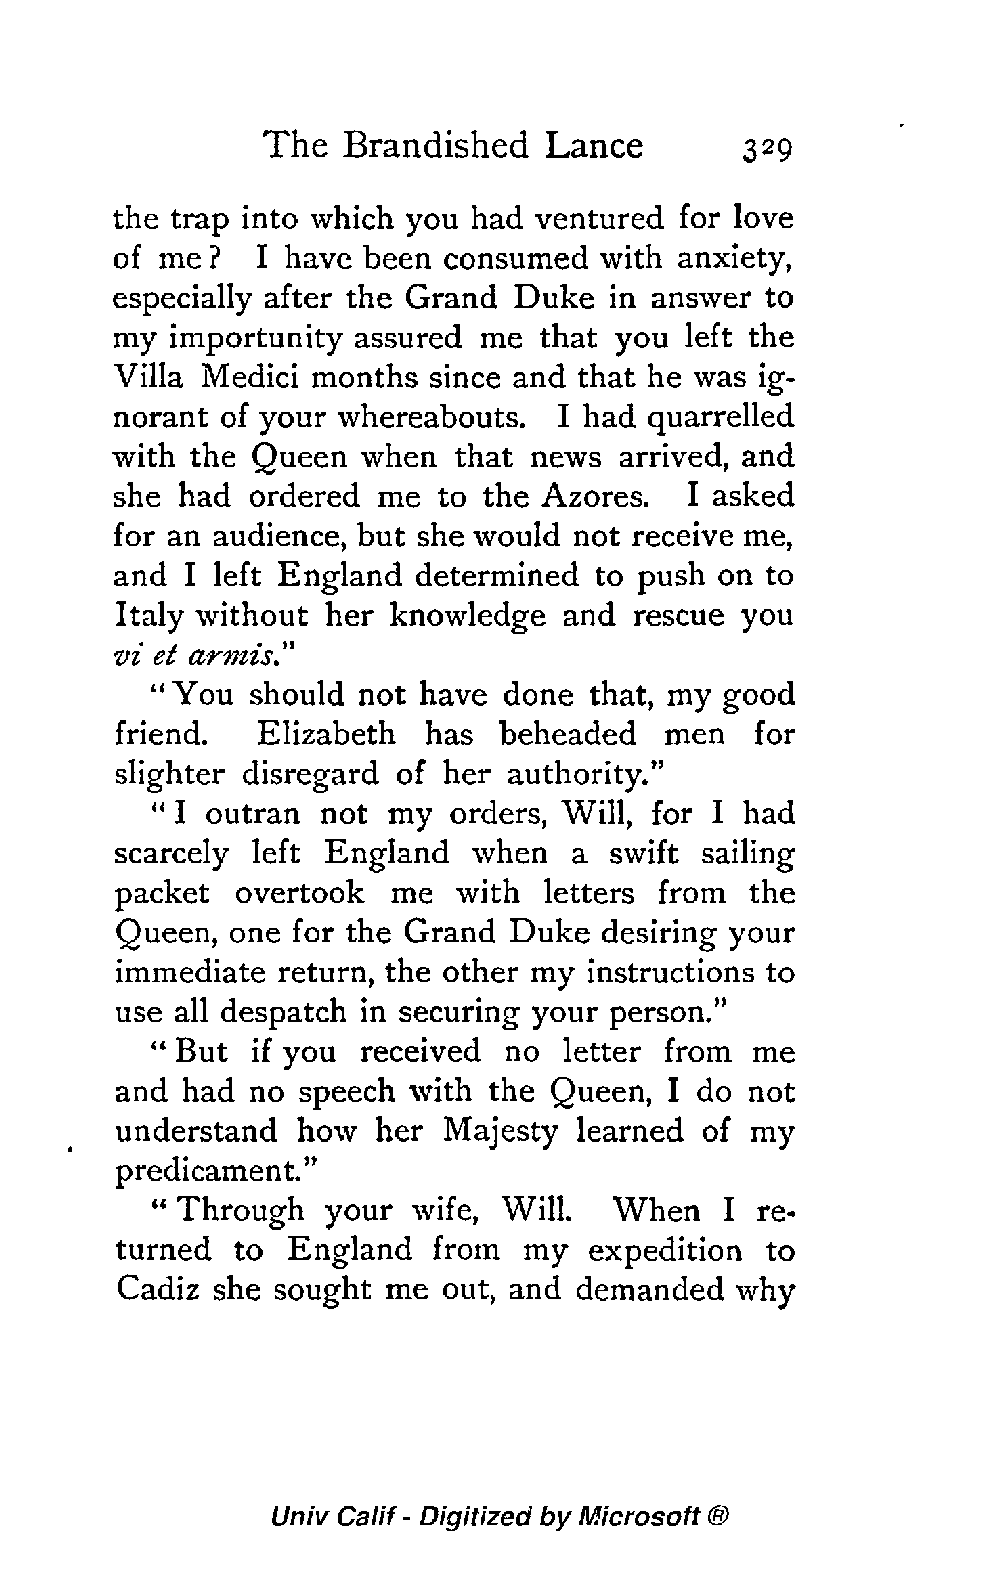 The Brandished Lance 329
the trap into which you had ventured for love
of me? I have been consumed with anxiety,
especially after the Grand Duke in answer to
my importunity assured me that you left the
Villa Medici months since and that he was ig-
norant of your whereabouts. I had quarrelled
with the Queen when that news arrived, and
she had ordered me to the Azores. I asked
for an audience, but she would not receive me,
and I left England determined to push on to
Italy without her knowledge and rescue you
vi et armis."
"You should not have done that, my good
friend. Elizabeth has beheaded men for
slighter disregard of her authority."
"I outran not my orders, Will, for I had
scarcely left England when a swift sailing
packet overtook me with letters from the
Queen, one for the Grand Duke desiring your
immediate return, the other my instructions to
use all despatch in securing your person."
"But if you received no letter from me
and had no speech with the Queen, I do not
understand how her Majesty learned of my
predicament."
"Through your wife, Will. When I re-
turned to England from my expedition to
Cadiz she sought me out, and demanded why
Univ Calif - Digitized by Microsoft ®